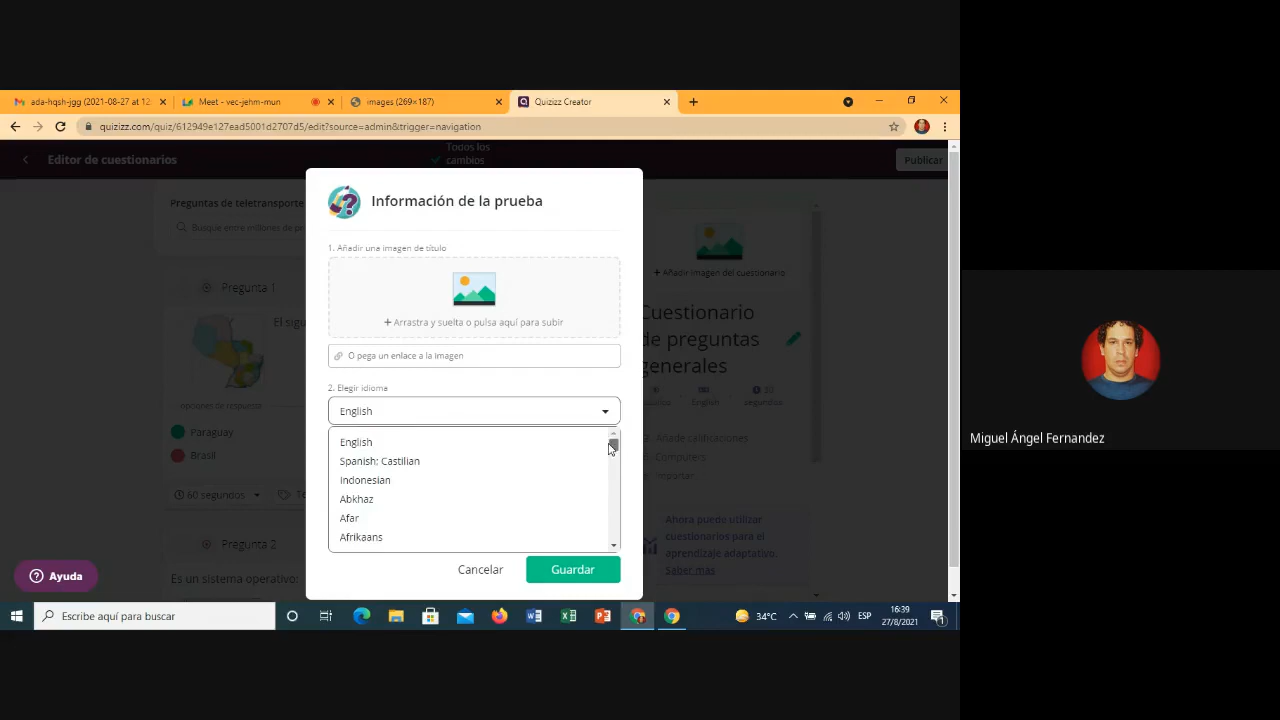 ada-hqsh-jgg (2021-08-27 at 12:
Meet - vec-jehm-mun
images (269×187)
Quizizz Creator
quizizz.com/quiz/612949e127ead5001d2707d5/edit?source=admin&trigger=navigation
Editor de cuestionarios
Todos los
cambios
Publicar
Preguntas de teletransporte
Busque entre millones de pre
Pregunta 1
El sigu
opciones de respuesta
Paraguay
Brasil
60 segundos
To
Pregunta 2
Es un sistema operativo:
Información de la prueba
1. Añadir una imagen de título
+ Arrastra y suelta o pulsa aquí para subir
O pega un enlace a la imagen
2. Elegir idioma
English
English
Spanish; Castilian
Indonesian
Abkhaz
Afar
Afrikaans
Cancelar
Guardar
+ Añadir imagen del cuestionario
Cuestionario
de preguntas
generales
English
30
segundos
Añade calificaciones
Computers
Ahora puede utilizar
cuestionarios para el
aprendizaje adaptativo.
Saber más
Ayuda
Escribe aquí para buscar
34°C
ESP
16:39
27/8/2021
1
Miguel Ángel Fernandez